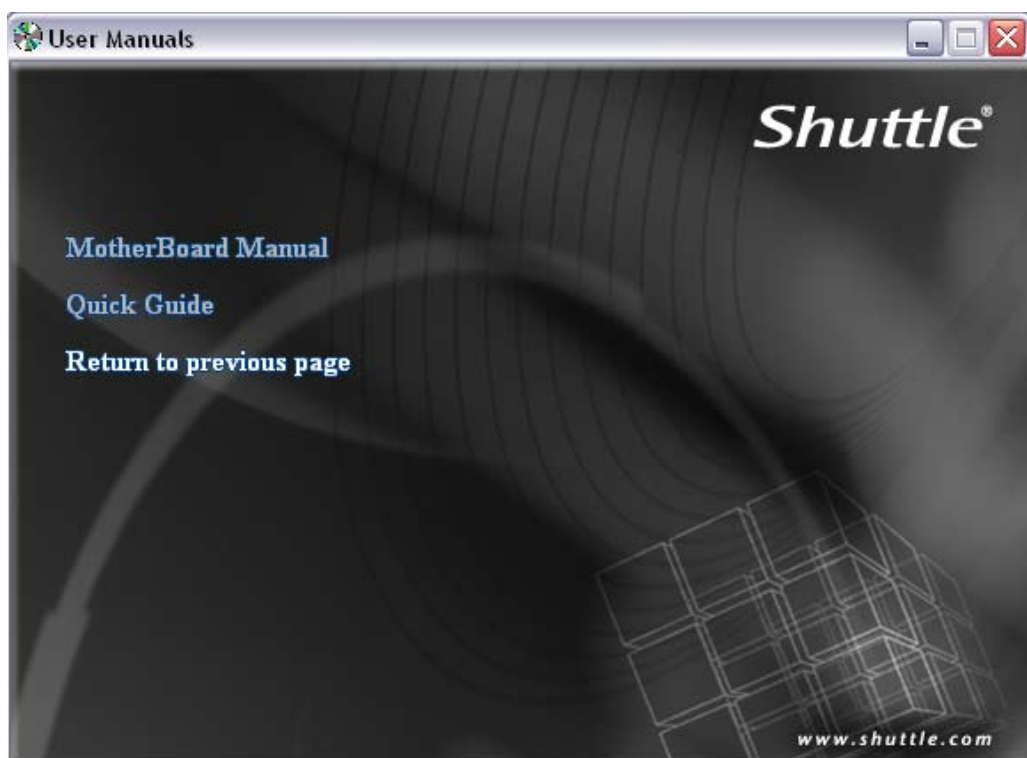 User Manuals
Shuttle®
MotherBoard Manual
Quick Guide
Return to previous page
www.shuttle.com